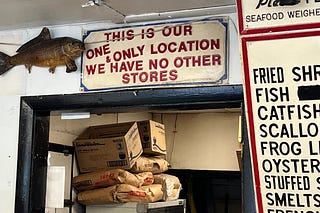 THIS IS OUR
ONE & ONLY LOCATION
WE HAVE NO OTHER
STORES
SEAFOOD WEIGHE
FRIED SHR
FISH
CATFISH
SCALLO
FROG LE
OYSTER
STUFFED S
SMELTS